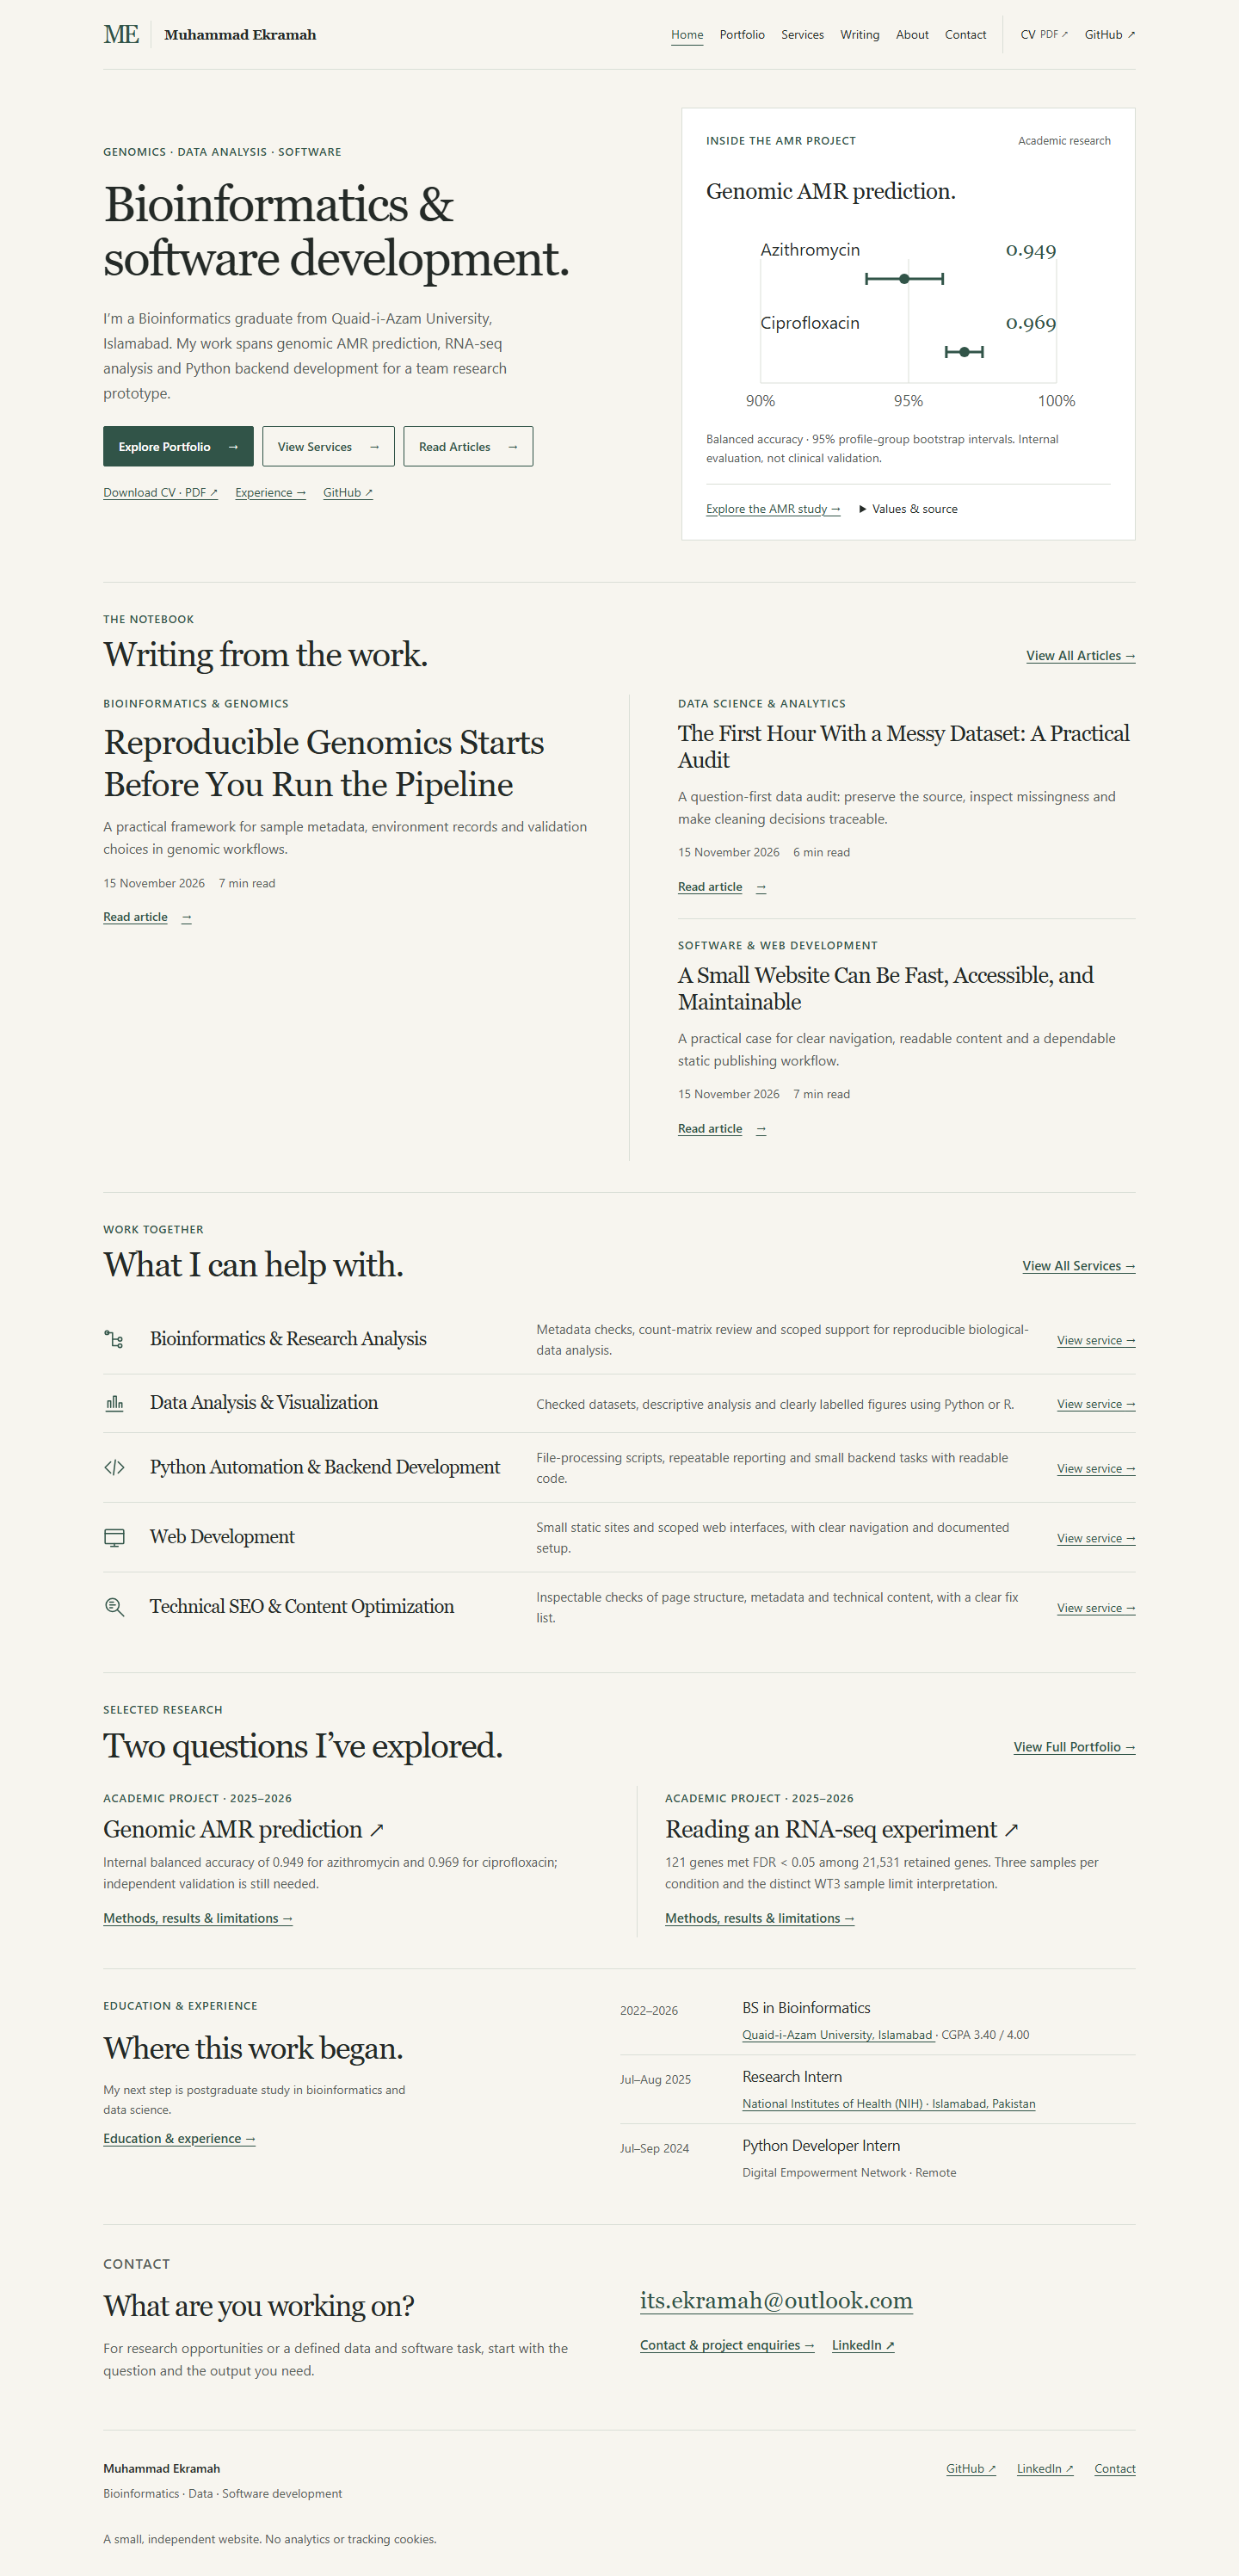 ME Muhammad Ekramah
Home Portfolio Services Writing About Contact CV PDF ↗ GitHub ↗
GENOMICS · DATA ANALYSIS · SOFTWARE
Bioinformatics &
software development.
I’m a Bioinformatics graduate from Quaid-i-Azam University,
Islamabad. My work spans genomic AMR prediction, RNA-seq
analysis and Python backend development for a team research
prototype.
Explore Portfolio → View Services → Read Articles →
Download CV · PDF ↗ Experience → GitHub ↗
INSIDE THE AMR PROJECT Academic research
Genomic AMR prediction.
Azithromycin 0.949
Ciprofloxacin 0.969
90% 95% 100%
Balanced accuracy · 95% profile-group bootstrap intervals. Internal
evaluation, not clinical validation.
Explore the AMR study → ▶ Values & source
THE NOTEBOOK
Writing from the work.
View All Articles →
BIOINFORMATICS & GENOMICS
Reproducible Genomics Starts
Before You Run the Pipeline
A practical framework for sample metadata, environment records and validation
choices in genomic workflows.
15 November 2026 7 min read
Read article →
DATA SCIENCE & ANALYTICS
The First Hour With a Messy Dataset: A Practical
Audit
A question-first data audit: preserve the source, inspect missingness and
make cleaning decisions traceable.
15 November 2026 6 min read
Read article →
SOFTWARE & WEB DEVELOPMENT
A Small Website Can Be Fast, Accessible, and
Maintainable
A practical case for clear navigation, readable content and a dependable
static publishing workflow.
15 November 2026 7 min read
Read article →
WORK TOGETHER
What I can help with.
View All Services →
Bioinformatics & Research Analysis
Metadata checks, count-matrix review and scoped support for reproducible biological-
data analysis.
View service →
Data Analysis & Visualization
Checked datasets, descriptive analysis and clearly labelled figures using Python or R.
View service →
Python Automation & Backend Development
File-processing scripts, repeatable reporting and small backend tasks with readable
code.
View service →
Web Development
Small static sites and scoped web interfaces, with clear navigation and documented
setup.
View service →
Technical SEO & Content Optimization
Inspectable checks of page structure, metadata and technical content, with a clear fix
list.
View service →
SELECTED RESEARCH
Two questions I’ve explored.
View Full Portfolio →
ACADEMIC PROJECT · 2025–2026
Genomic AMR prediction ↗
Internal balanced accuracy of 0.949 for azithromycin and 0.969 for ciprofloxacin;
independent validation is still needed.
Methods, results & limitations →
ACADEMIC PROJECT · 2025–2026
Reading an RNA-seq experiment ↗
121 genes met FDR < 0.05 among 21,531 retained genes. Three samples per
condition and the distinct WT3 sample limit interpretation.
Methods, results & limitations →
EDUCATION & EXPERIENCE
Where this work began.
My next step is postgraduate study in bioinformatics and
data science.
Education & experience →
2022–2026 BS in Bioinformatics
Quaid-i-Azam University, Islamabad · CGPA 3.40 / 4.00
Jul–Aug 2025 Research Intern
National Institutes of Health (NIH) · Islamabad, Pakistan
Jul–Sep 2024 Python Developer Intern
Digital Empowerment Network · Remote
CONTACT
What are you working on?
For research opportunities or a defined data and software task, start with the
question and the output you need.
its.ekramah@outlook.com
Contact & project enquiries → LinkedIn ↗
Muhammad Ekramah
Bioinformatics · Data · Software development
GitHub ↗ LinkedIn ↗ Contact
A small, independent website. No analytics or tracking cookies.